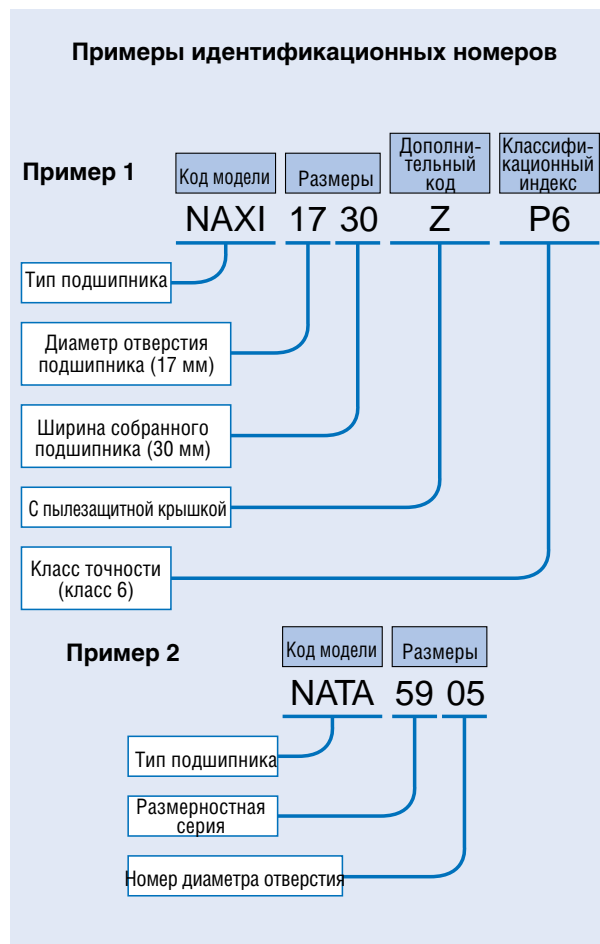 Примеры идентификационных номеров
Пример 1
Код модели
Размеры
Дополни-
тельный
код
Классифи-
кационный
индекс
NAXI 17 30 Z P6
Тип подшипника
Диаметр отверстия
подшипника (17 мм)
Ширина собранного
подшипника (30 мм)
С пылезащитной крышкой
Класс точности
(класс 6)
Пример 2
Код модели
Размеры
NATA 59 05
Тип подшипника
Размерностная
серия
Номер диаметра отверстия